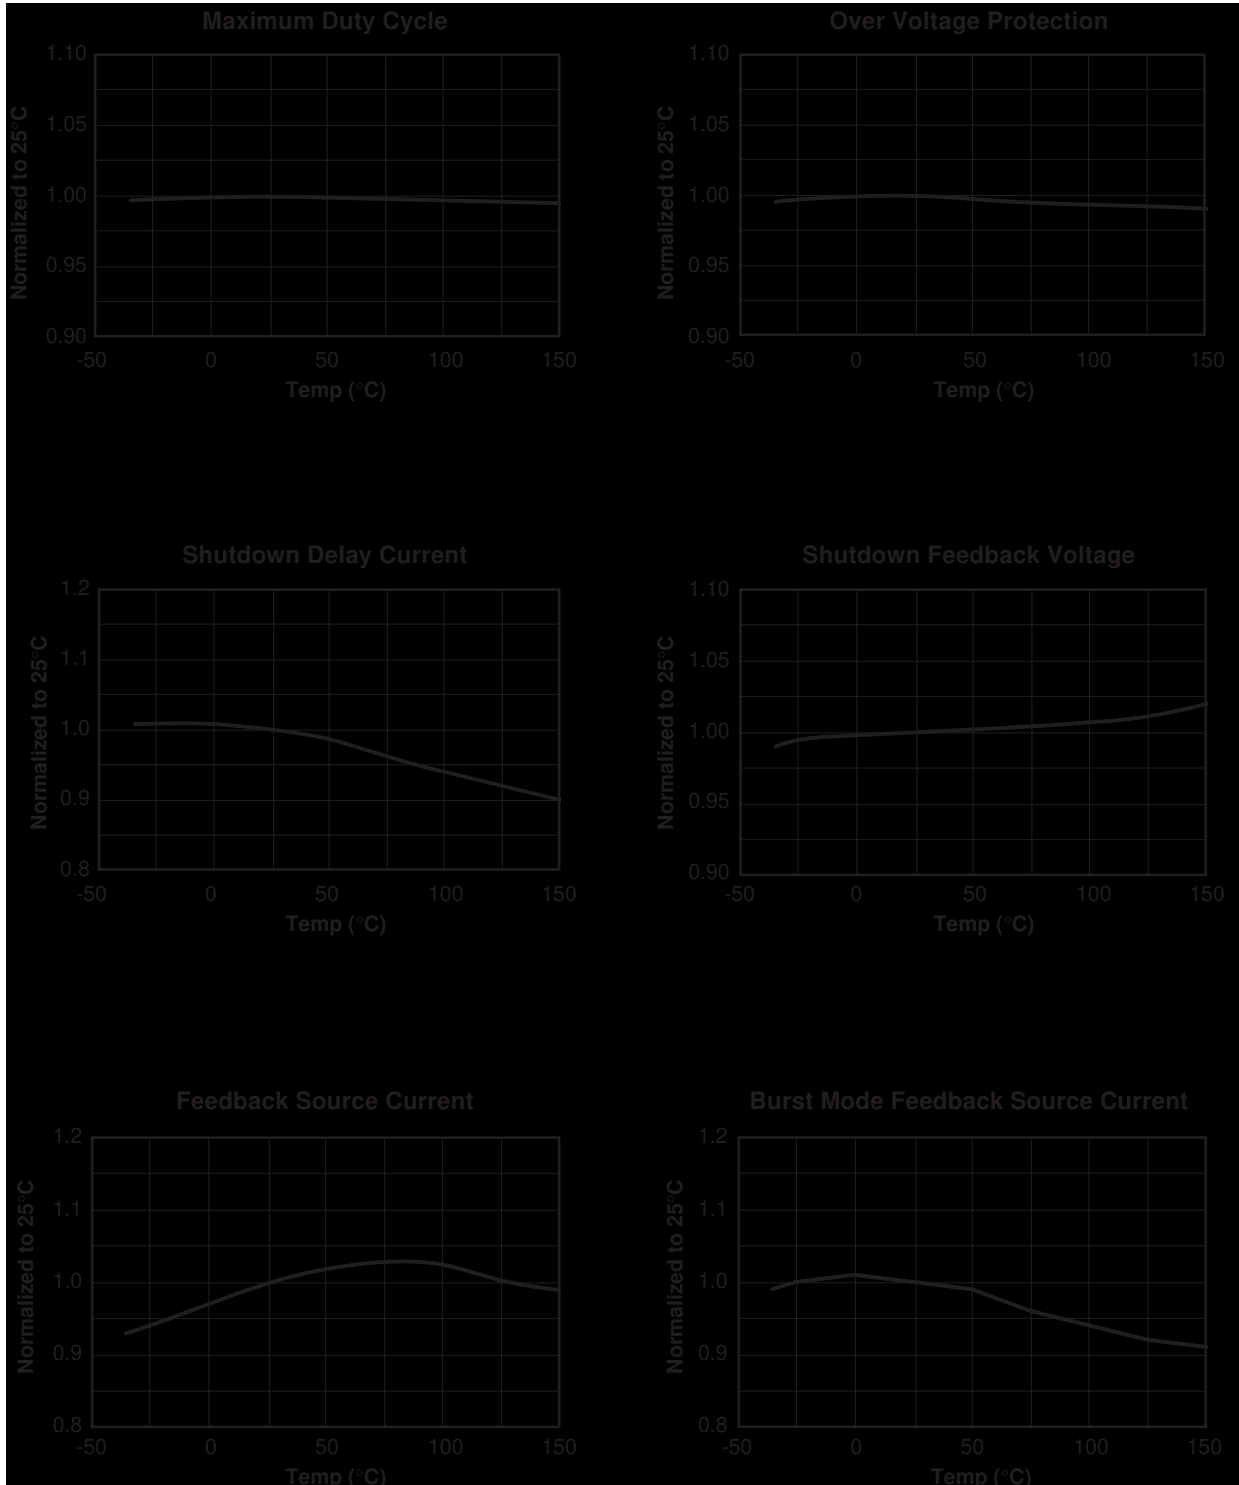 Maximum Duty Cycle
1.10
1.05
1.00
0.95
0.90
Normalized to 25°C
-50 0 50 100 150
Temp (°C)
Over Voltage Protection
1.10
1.05
1.00
0.95
0.90
Normalized to 25°C
-50 0 50 100 150
Temp (°C)
Shutdown Delay Current
1.2
1.1
1.0
0.9
0.8
Normalized to 25°C
-50 0 50 100 150
Temp (°C)
Shutdown Feedback Voltage
1.10
1.05
1.00
0.95
0.90
Normalized to 25°C
-50 0 50 100 150
Temp (°C)
Feedback Source Current
1.2
1.1
1.0
0.9
0.8
Normalized to 25°C
-50 0 50 100 150
Temp (°C)
Burst Mode Feedback Source Current
1.2
1.1
1.0
0.9
0.8
Normalized to 25°C
-50 0 50 100 150
Temp (°C)